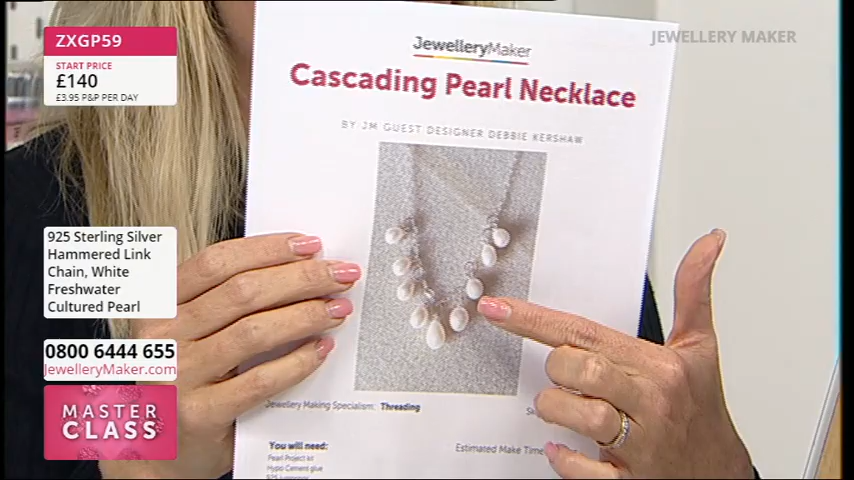 ZXGP59
START PRICE
£140
£3.95 P&P PER DAY
925 Sterling Silver
Hammered Link
Chain, White
Freshwater
Cultured Pearl
0800 6444 655
JewelleryMaker.com
MASTER
CLASS
JEWELLERY MAKER
JewelleryMaker
Cascading Pearl Necklace
BY JM GUEST DESIGNER DEBBIE KERSHAW
Jewellery Making Specialism: Threading
You will need:
Estimated Make Time
Pearl Project kit
Hypo Cement glue